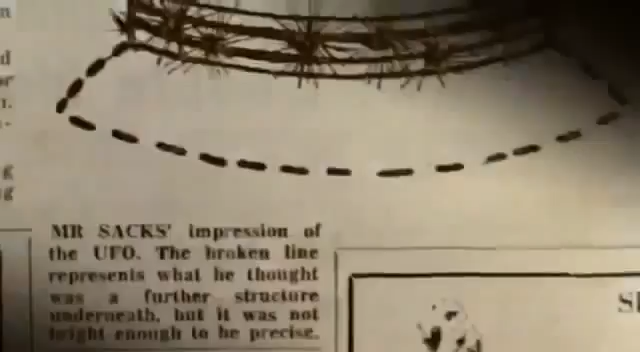 MR SACKS' impression of
the UFO. The broken line
represents what he thought
was a further structure
underneath, but it was not
bright enough to be precise.